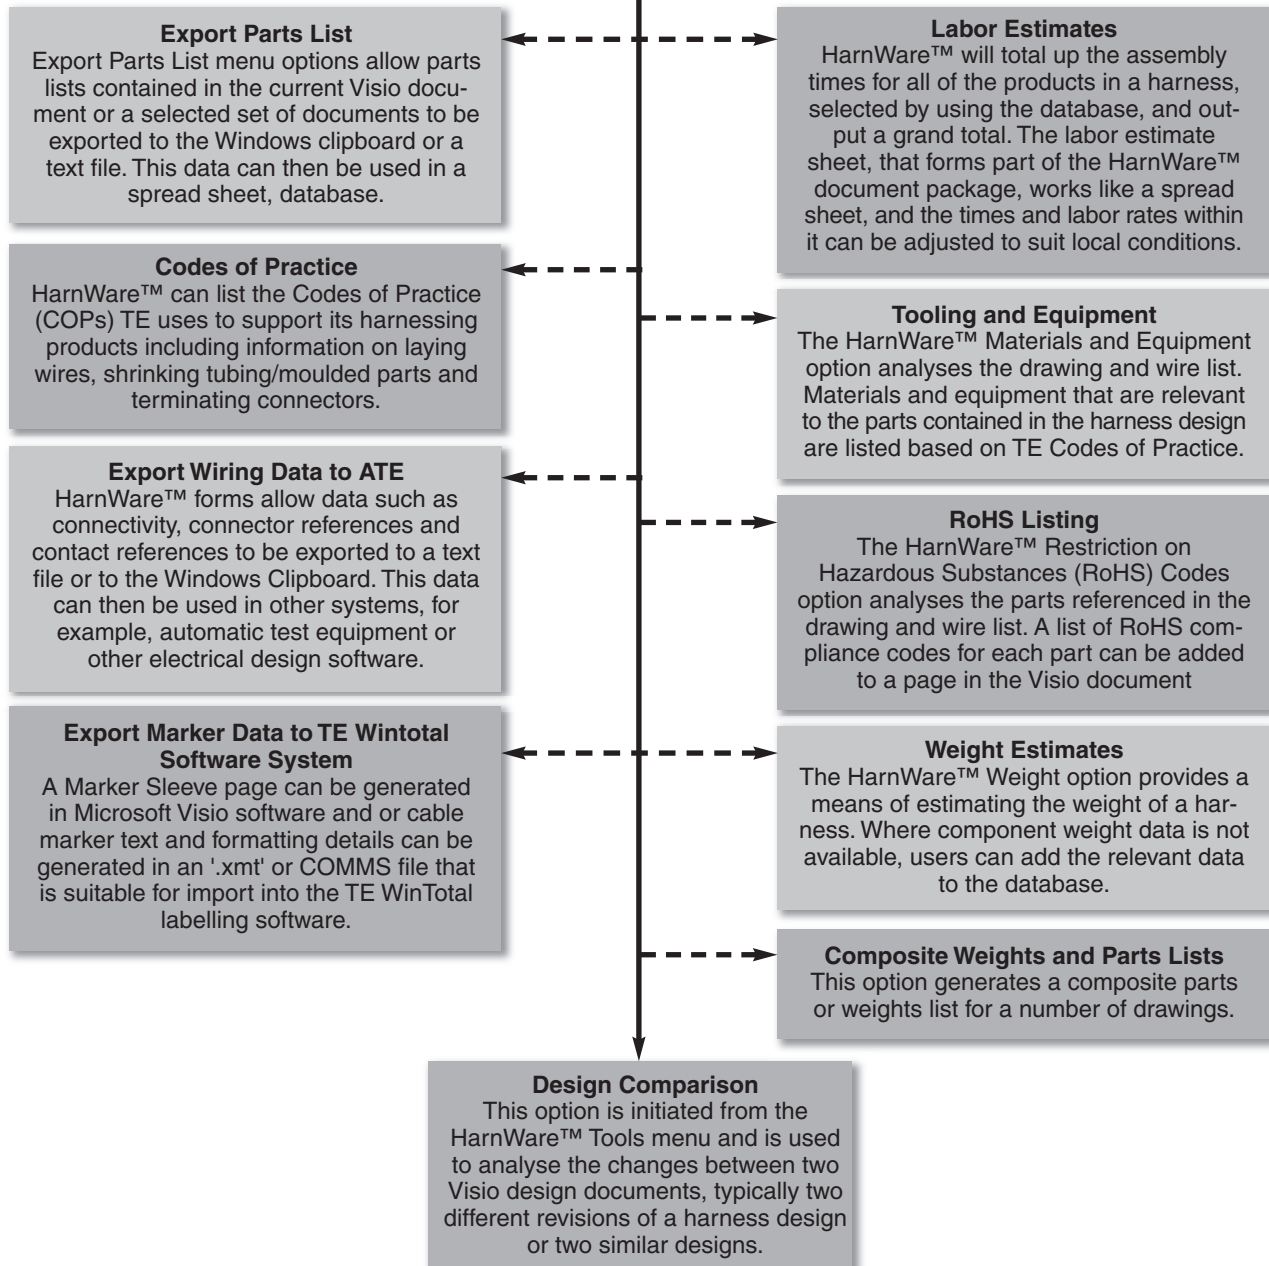 Export Parts List
Export Parts List menu options allow parts
lists contained in the current Visio docu-
ment or a selected set of documents to be
exported to the Windows clipboard or a
text file. This data can then be used in a
spread sheet, database.
Labor Estimates
HarnWare™ will total up the assembly
times for all of the products in a harness,
selected by using the database, and out-
put a grand total. The labor estimate
sheet, that forms part of the HarnWare™
document package, works like a spread
sheet, and the times and labor rates within
it can be adjusted to suit local conditions.
Codes of Practice
HarnWare™ can list the Codes of Practice
(COPs) TE uses to support its harnessing
products including information on laying
wires, shrinking tubing/moulded parts and
terminating connectors.
Tooling and Equipment
The HarnWare™ Materials and Equipment
option analyses the drawing and wire list.
Materials and equipment that are relevant
to the parts contained in the harness design
are listed based on TE Codes of Practice.
Export Wiring Data to ATE
HarnWare™ forms allow data such as
connectivity, connector references and
contact references to be exported to a text
file or to the Windows Clipboard. This data
can then be used in other systems, for
example, automatic test equipment or
other electrical design software.
RoHS Listing
The HarnWare™ Restriction on
Hazardous Substances (RoHS) Codes
option analyses the parts referenced in the
drawing and wire list. A list of RoHS com-
pliance codes for each part can be added
to a page in the Visio document
Export Marker Data to TE Wintotal
Software System
A Marker Sleeve page can be generated
in Microsoft Visio software and or cable
marker text and formatting details can be
generated in an '.xmt' or COMMS file that
is suitable for import into the TE WinTotal
labelling software.
Weight Estimates
The HarnWare™ Weight option provides a
means of estimating the weight of a har-
ness. Where component weight data is not
available, users can add the relevant data
to the database.
Composite Weights and Parts Lists
This option generates a composite parts
or weights list for a number of drawings.
Design Comparison
This option is initiated from the
HarnWare™ Tools menu and is used
to analyse the changes between two
Visio design documents, typically two
different revisions of a harness design
or two similar designs.